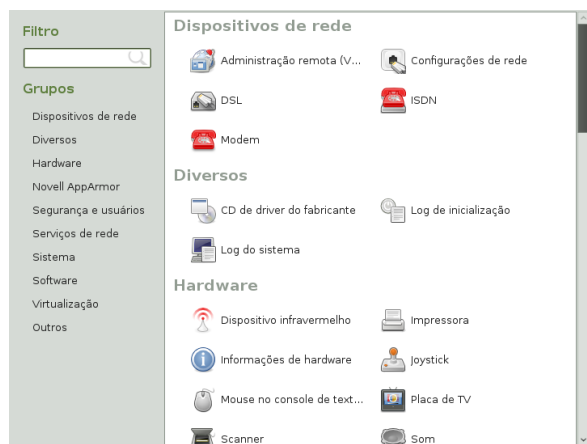 Filtro
Grupos
Dispositivos de rede
Diversos
Hardware
Novell AppArmor
Segurança e usuários
Serviços de rede
Sistema
Software
Virtualização
Outros
Dispositivos de rede
Administração remota (V...
Configurações de rede
DSL
ISDN
Modem
Diversos
CD de driver do fabricante
Log de inicialização
Log do sistema
Hardware
Dispositivo infravermelho
Impressora
Informações de hardware
Joystick
Mouse no console de text...
Placa de TV
Scanner
Som